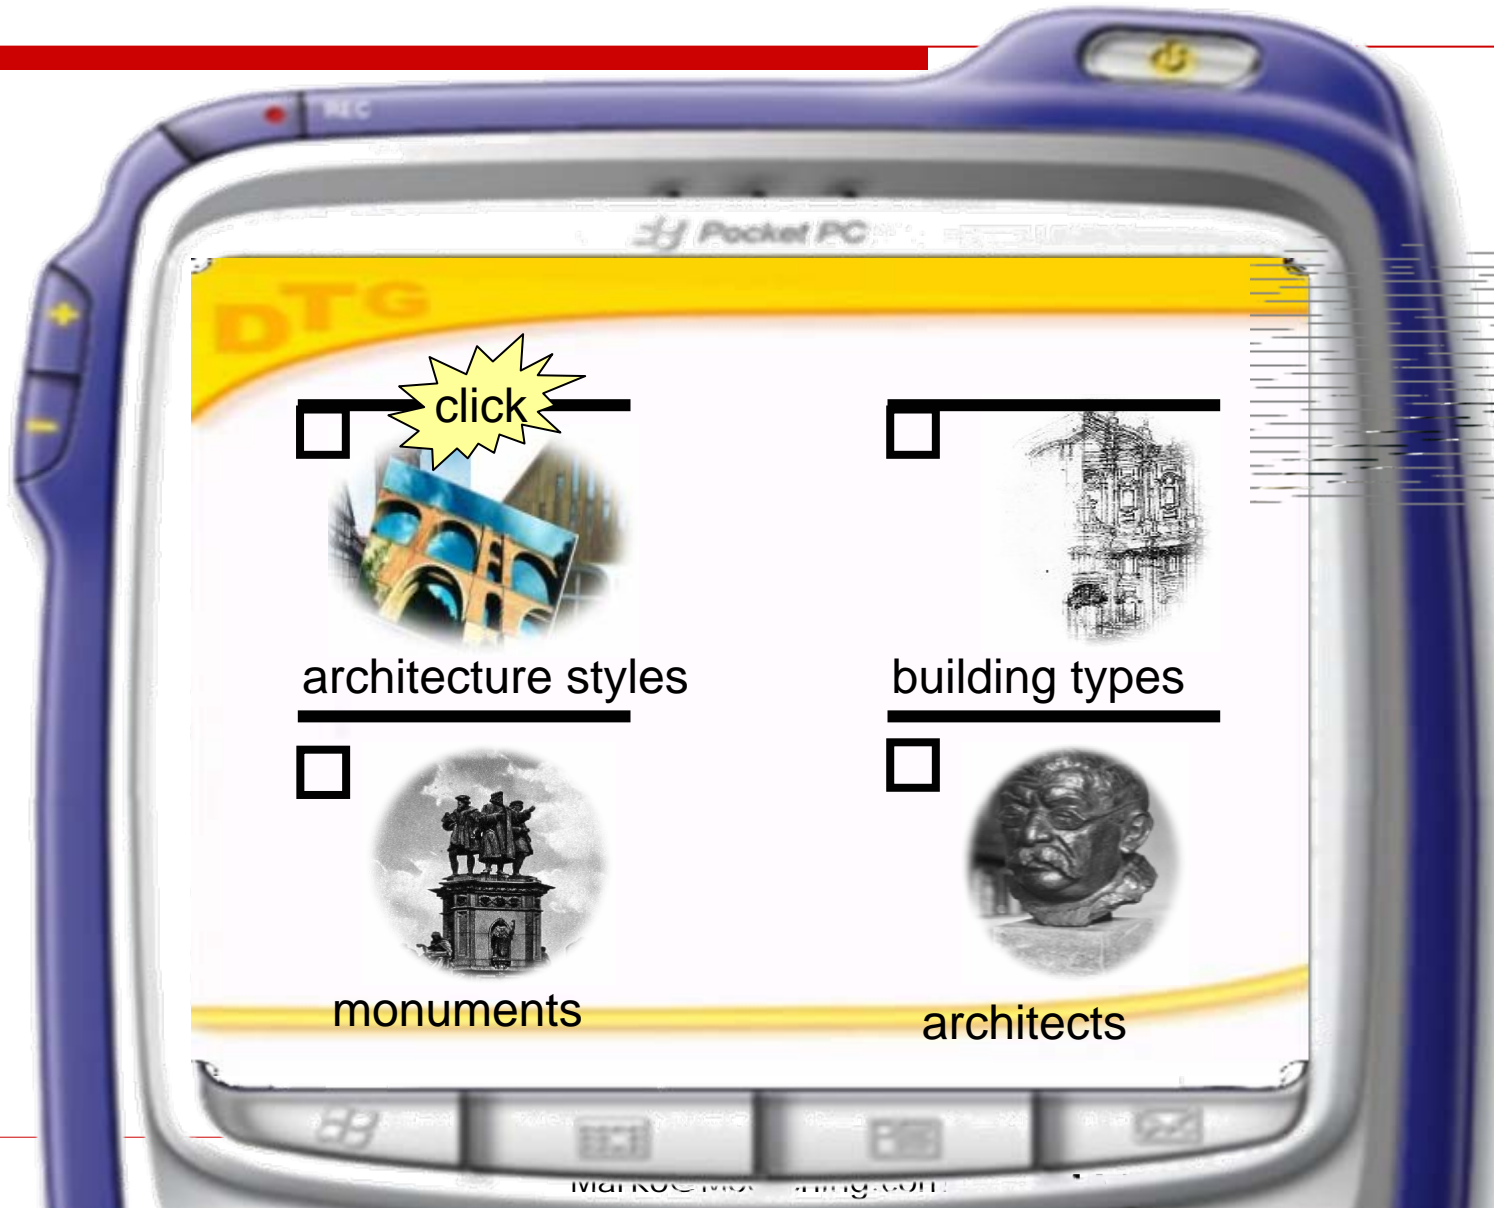 REC
Pocket PC
DTG
click
architecture styles
building types
monuments
architects